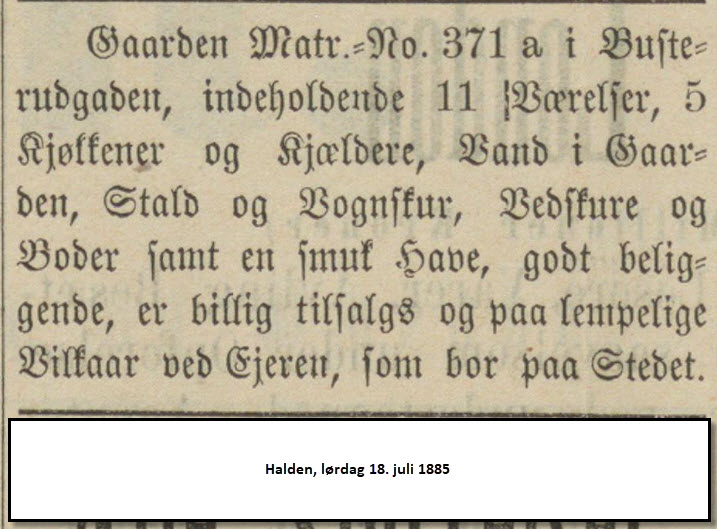 Gaarden Matr.-No. 371 a i Buste-
rudgaden, indeholdende 11 Værelser, 5
Kjøkkener og Kjældere, Vand i Gaar-
den, Stald og Vognskur, Vedskure og
Boder samt en smuk Have, godt belig-
gende, er billig tilsalgs og paa lempelige
Vilkaar ved Ejeren, som bor paa Stedet.
Halden, lørdag 18. juli 1885